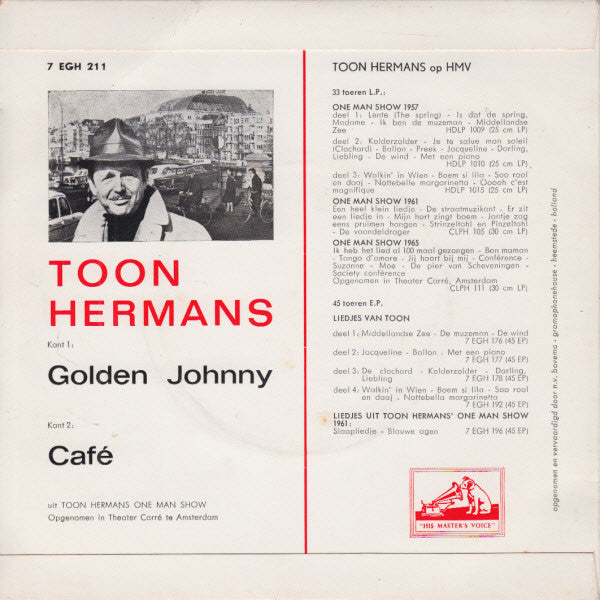 7 EGH 211
TOON
HERMANS
Kant 1:
Golden Johnny
Kant 2:
Café
uit TOON HERMANS ONE MAN SHOW
Opgenomen in Theater Carré te Amsterdam
TOON HERMANS op HMV
33 toeren L.P.:
ONE MAN SHOW 1957
deel 1: Lente (The spring) - Is dat de spring,
Madame - Ik ben de muzeman - Middellandse
Zee HDLP 1009 (25 cm LP)
deel 2: Kolderzolder - Je te salue mon soleil
(Clochard) - Ballon - Preek - Jacqueline - Darling,
Liebling - De wind - Met een piano
HDLP 1010 (25 cm LP)
deel 3: Walkin' in Wien - Boem si lila - Soo rool
en daaj - Nottebella margorinetta - Ooooh c'est
magnifique HDLP 1015 (25 cm LP)
ONE MAN SHOW 1961
Een heel klein liedje - De straatmuzikant - Er zit
een liedje in - Mijn hart zingt boem - Jantje zag
eens pruimen hangen - Strinzeltahl en Pinzeltahl
- De vaandeldrager CLPH 105 (30 cm LP)
ONE MAN SHOW 1965
Ik heb het lied al 100 maal gezongen - Ban maman
- Tango d'amore - Jij hoort bij mij - Conférence -
Suzanne - Moe - De pier van Scheveningen -
Society conférence
Opgenomen in Theater Carré, Amsterdam
CLPH 111 (30 cm LP)
45 toeren E.P.
LIEDJES VAN TOON
deel 1: Middellandse Zee - De muzeman - De wind
7 EGH 176 (45 EP)
deel 2: Jacqueline - Ballon - Met een piano
7 EGH 177 (45 EP)
deel 3: De clochard - Kolderzolder - Darling,
Liebling 7 EGH 178 (45 EP)
deel 4: Walkin' in Wien - Boem si lila - Soo rool
en daaj - Nottebella margorinetta
7 EGH 192 (45 EP)
LIEDJES UIT TOON HERMANS' ONE MAN SHOW
1961:
Slaapliedje - Blauwe ogen 7 EGH 196 (45 EP)
"HIS MASTER'S VOICE"
opgenomen en vervaardigd door n.v. bovema - gramophonehouse - heemstede - holland